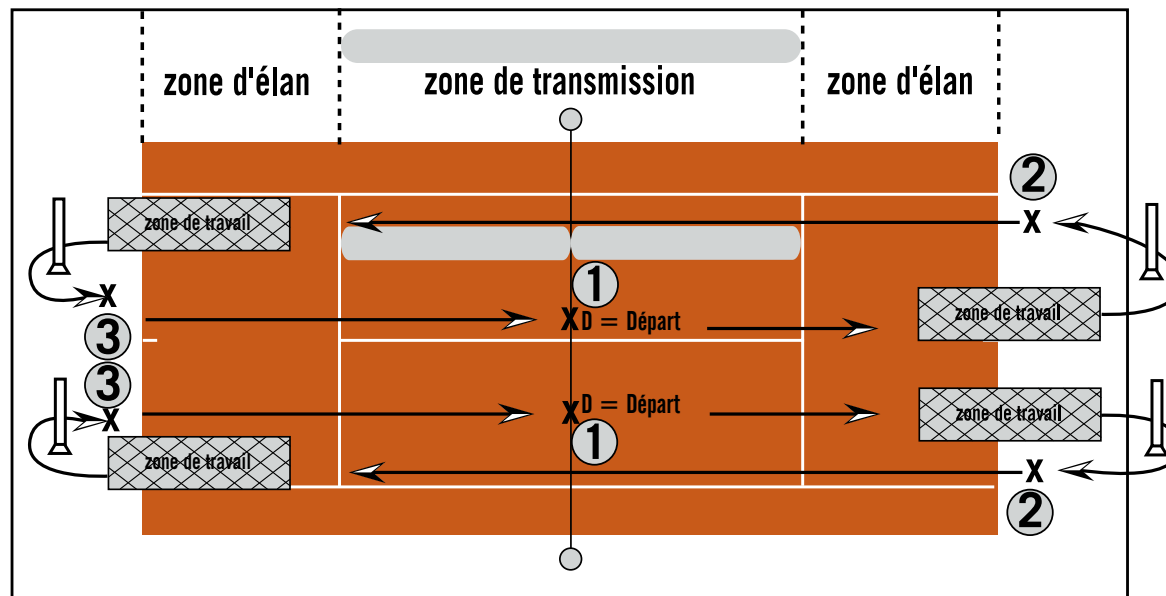 zone d'élan
zone de transmission
zone d'élan
2
zone de travail
X
1
zone de travail
X
X
D = Départ
3
3
X
X
D = Départ
zone de travail
1
zone de travail
X
2